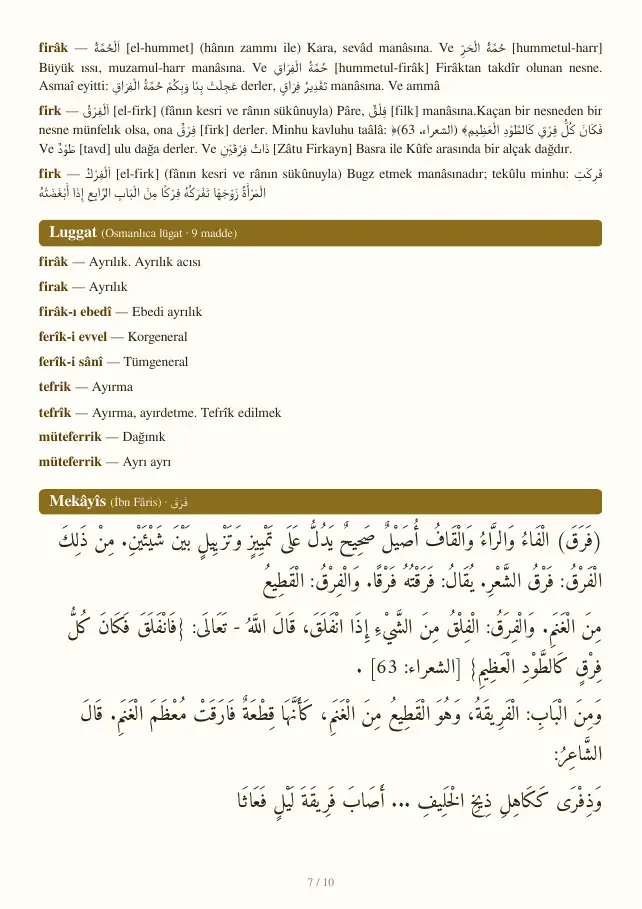 firâk — اَلْحُمَّةُ [el-hummet] (hânın zammı ile) Kara, sevâd manâsına. Ve حُمَّةُ الْحَرِّ [hummetul-harr]
Büyük ıssı, muzamul-harr manâsına. Ve حُمَّةُ الْفِرَاقِ [hummetul-firâk] Firâktan takdîr olunan nesne.
Asmaî eyitti: عَجِلَتْ بِنَا وَبِكُمْ حُمَّةُ الْفِرَاقِ derler, تَقْدِيرُ فِرَاقٍ manâsına. Ve ammâ
firk — اَلْفِرْقُ [el-firk] (fânın kesri ve rânın sükûnuyla) Pâre, فِلْقٌ [filk] manâsına.Kaçan bir nesneden bir
nesne münfelık olsa, ona فِرْقٌ [firk] derler. Minhu kavluhu taâlâ: ﴿فَكَانَ كُلُّ فِرْقٍ كَالطَّوْدِ الْعَظِيمِ﴾ (الشعراء، 63)
Ve طَوْدٌ [tavd] ulu dağa derler. Ve ذَاتُ فِرْقَيْنِ [Zâtu Firkayn] Basra ile Kûfe arasında bir alçak dağdır.
firk — اَلْفِرْكُ [el-firk] (fânın kesri ve rânın sükûnuyla) Bugz etmek manâsınadır; tekûlu minhu: فَرِكَتِ
الْمَرْأَةُ زَوْجَهَا تَفْرَكُهُ فِرْكًا مِنَ الْبَابِ الرَّابِعِ إِذَا أَبْغَضَتْهُ
Luggat (Osmanlıca lügat · 9 madde)
firâk — Ayrılık. Ayrılık acısı
firak — Ayrılık
firâk-ı ebedî — Ebedi ayrılık
ferîk-i evvel — Korgeneral
ferîk-i sânî — Tümgeneral
tefrik — Ayırma
tefrîk — Ayırma, ayırdetme. Tefrîk edilmek
müteferrik — Dağınık
müteferrik — Ayrı ayrı
Mekâyîs (İbn Fâris) · فَرَقَ
(فَرَقَ) الْفَاءُ وَالرَّاءُ وَالْقَافُ أُصَيْلٌ صَحِيحٌ يَدُلُّ عَلَى تَمْيِيزٍ وَتَزْيِيلٍ بَيْنَ شَيْئَيْنِ. مِنْ ذَلِكَ
الْفَرْقُ: فَرْقُ الشَّعْرِ. يُقَالُ: فَرَقْتُهُ فَرْقًا. وَالْفِرْقُ: الْقَطِيعُ
مِنَ الْغَنَمِ. وَالْفِرَقُ: الْفِلْقُ مِنَ الشَّيْءِ إِذَا انْفَلَقَ، قَالَ اللَّهُ - تَعَالَى: {فَانْفَلَقَ فَكَانَ كُلُّ
فِرْقٍ كَالطَّوْدِ الْعَظِيمِ} [الشعراء: 63] .
وَمِنَ الْبَابِ: الْفَرِيقَةُ، وَهُوَ الْقَطِيعُ مِنَ الْغَنَمِ، كَأَنَّهَا قِطْعَةٌ فَارَقَتْ مُعْظَمَ الْغَنَمِ. قَالَ
الشَّاعِرُ:
وَذِفْرَى كَكَاهِلِ ذِيخِ الْخَلِيفِ ... أَصَابَ فَرِيقَةَ لَيْلٍ فَعَاثَا
7 / 10